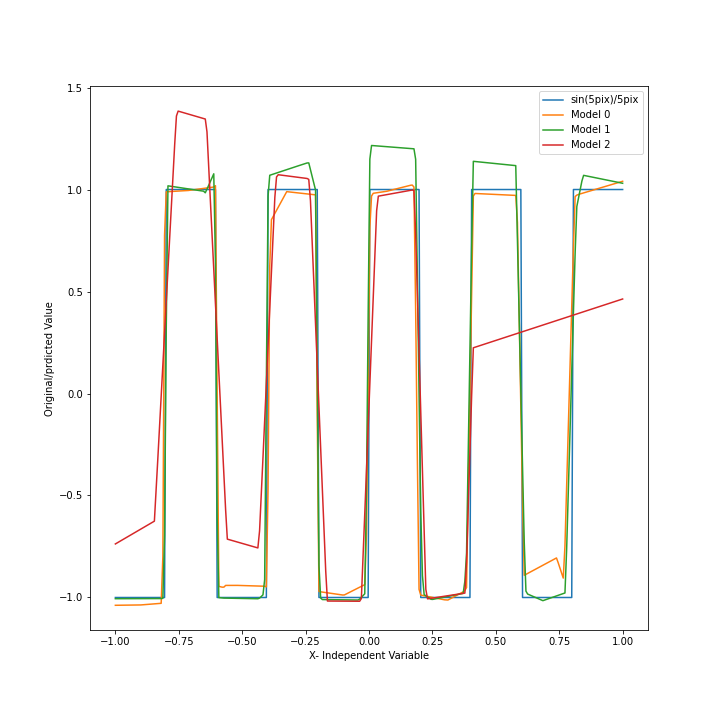 1.5
1.0
0.5
0.0
−0.5
−1.0
Original/prdicted Value
sin(5pix)/5pix
Model 0
Model 1
Model 2
−1.00 −0.75 −0.50 −0.25 0.00 0.25 0.50 0.75 1.00
X- Independent Variable